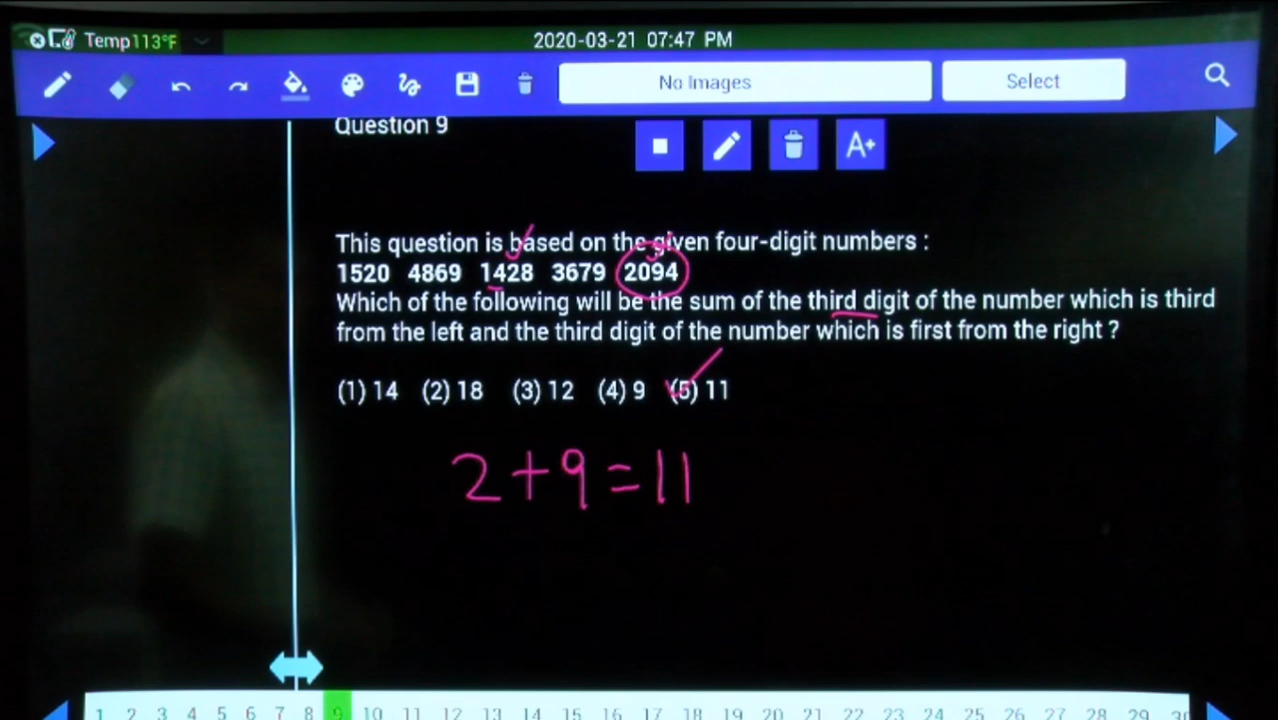 Temp113°F
2020-03-21 07:47 PM
No Images
Select
Question 9
A+
This question is based on the given four-digit numbers :
1520 4869 1428 3679 2094
Which of the following will be the sum of the third digit of the number which is third
from the left and the third digit of the number which is first from the right ?
(1) 14 (2) 18 (3) 12 (4) 9 (5) 11
2+9=11
1 2 3 4 5 6 7 8 9 10 11 12 13 14 15 16 17 18 19 20 21 22 23 24 25 26 27 28 29 30